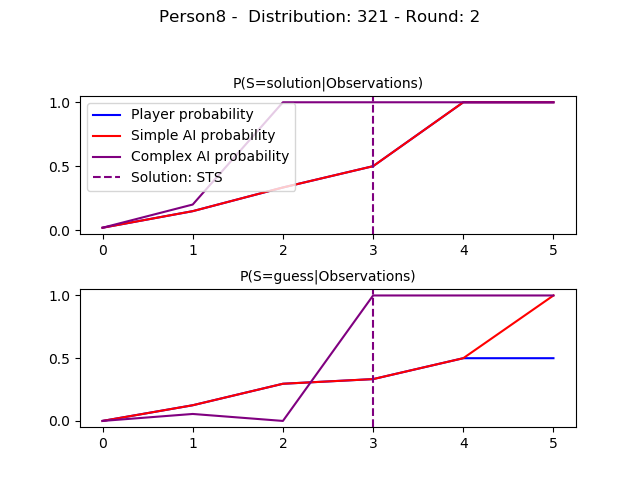 Person8 -  Distribution: 321 - Round: 2
P(S=solution|Observations)
1.0
0.5
0.0
Player probability
Simple AI probability
Complex AI probability
Solution: STS
0 1 2 3 4 5
P(S=guess|Observations)
1.0
0.5
0.0
0 1 2 3 4 5